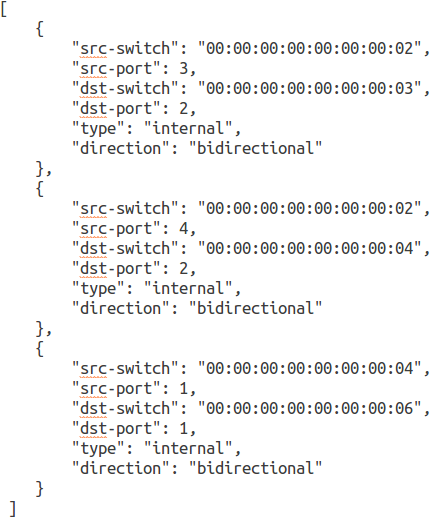 [
    {
        "src-switch": "00:00:00:00:00:00:00:02",
        "src-port": 3,
        "dst-switch": "00:00:00:00:00:00:00:03",
        "dst-port": 2,
        "type": "internal",
        "direction": "bidirectional"
    },
    {
        "src-switch": "00:00:00:00:00:00:00:02",
        "src-port": 4,
        "dst-switch": "00:00:00:00:00:00:00:04",
        "dst-port": 2,
        "type": "internal",
        "direction": "bidirectional"
    },
    {
        "src-switch": "00:00:00:00:00:00:00:04",
        "src-port": 1,
        "dst-switch": "00:00:00:00:00:00:00:06",
        "dst-port": 1,
        "type": "internal",
        "direction": "bidirectional"
    }
]